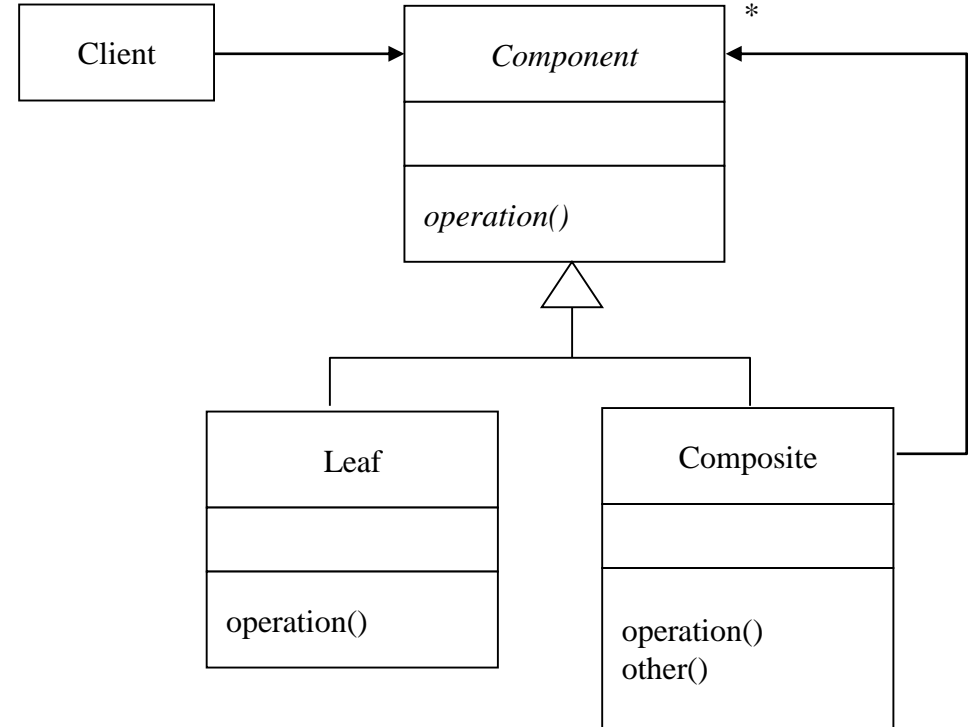 Client
Component
*
operation()
Leaf
Composite
operation()
operation()
other()